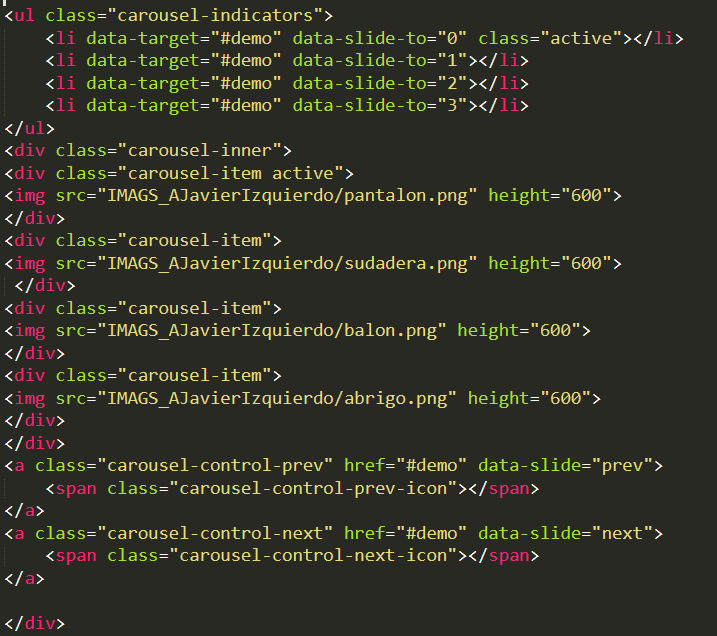 <ul class="carousel-indicators">
    <li data-target="#demo" data-slide-to="0" class="active"></li>
    <li data-target="#demo" data-slide-to="1"></li>
    <li data-target="#demo" data-slide-to="2"></li>
    <li data-target="#demo" data-slide-to="3"></li>
</ul>
<div class="carousel-inner">
<div class="carousel-item active">
<img src="IMAGS_AJavierIzquierdo/pantalon.png" height="600">
</div>
<div class="carousel-item">
<img src="IMAGS_AJavierIzquierdo/sudadera.png" height="600">
 </div>
<div class="carousel-item">
<img src="IMAGS_AJavierIzquierdo/balon.png" height="600">
</div>
<div class="carousel-item">
<img src="IMAGS_AJavierIzquierdo/abrigo.png" height="600">
</div>
</div>
<a class="carousel-control-prev" href="#demo" data-slide="prev">
    <span class="carousel-control-prev-icon"></span>
</a>
<a class="carousel-control-next" href="#demo" data-slide="next">
    <span class="carousel-control-next-icon"></span>
</a>

</div>